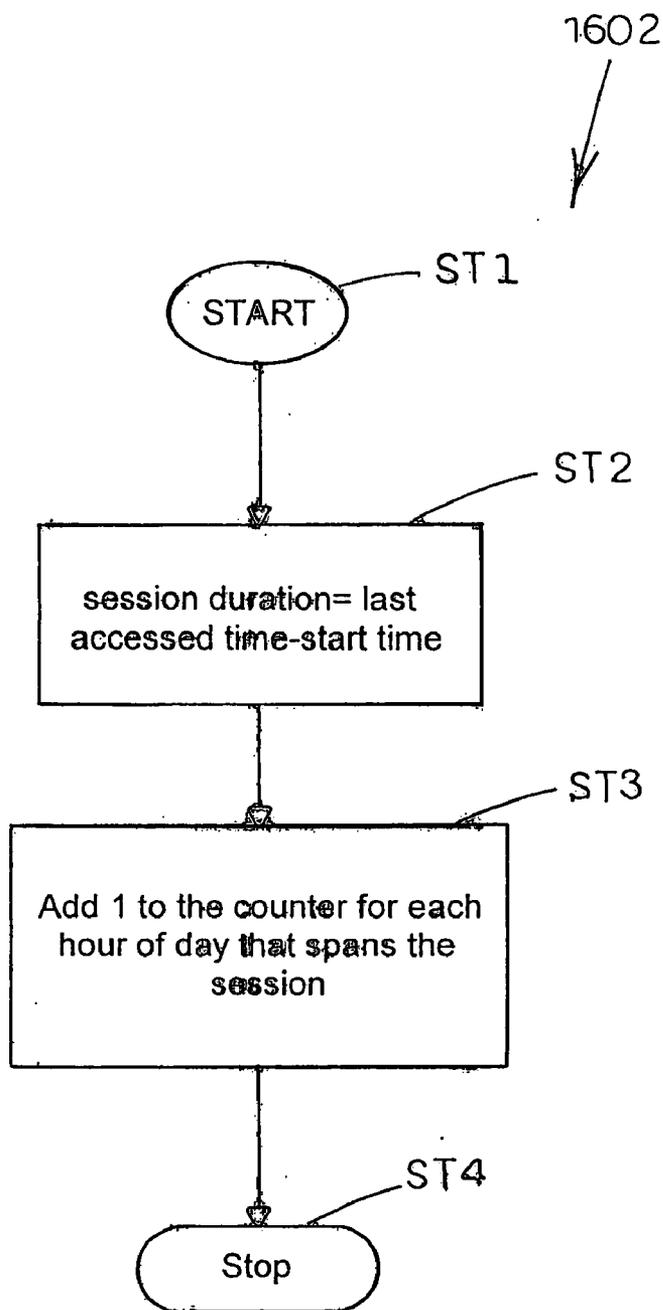 1602
ST1
START
ST2
session duration= last
accessed time-start time
ST3
Add 1 to the counter for each
hour of day that spans the
session
ST4
Stop